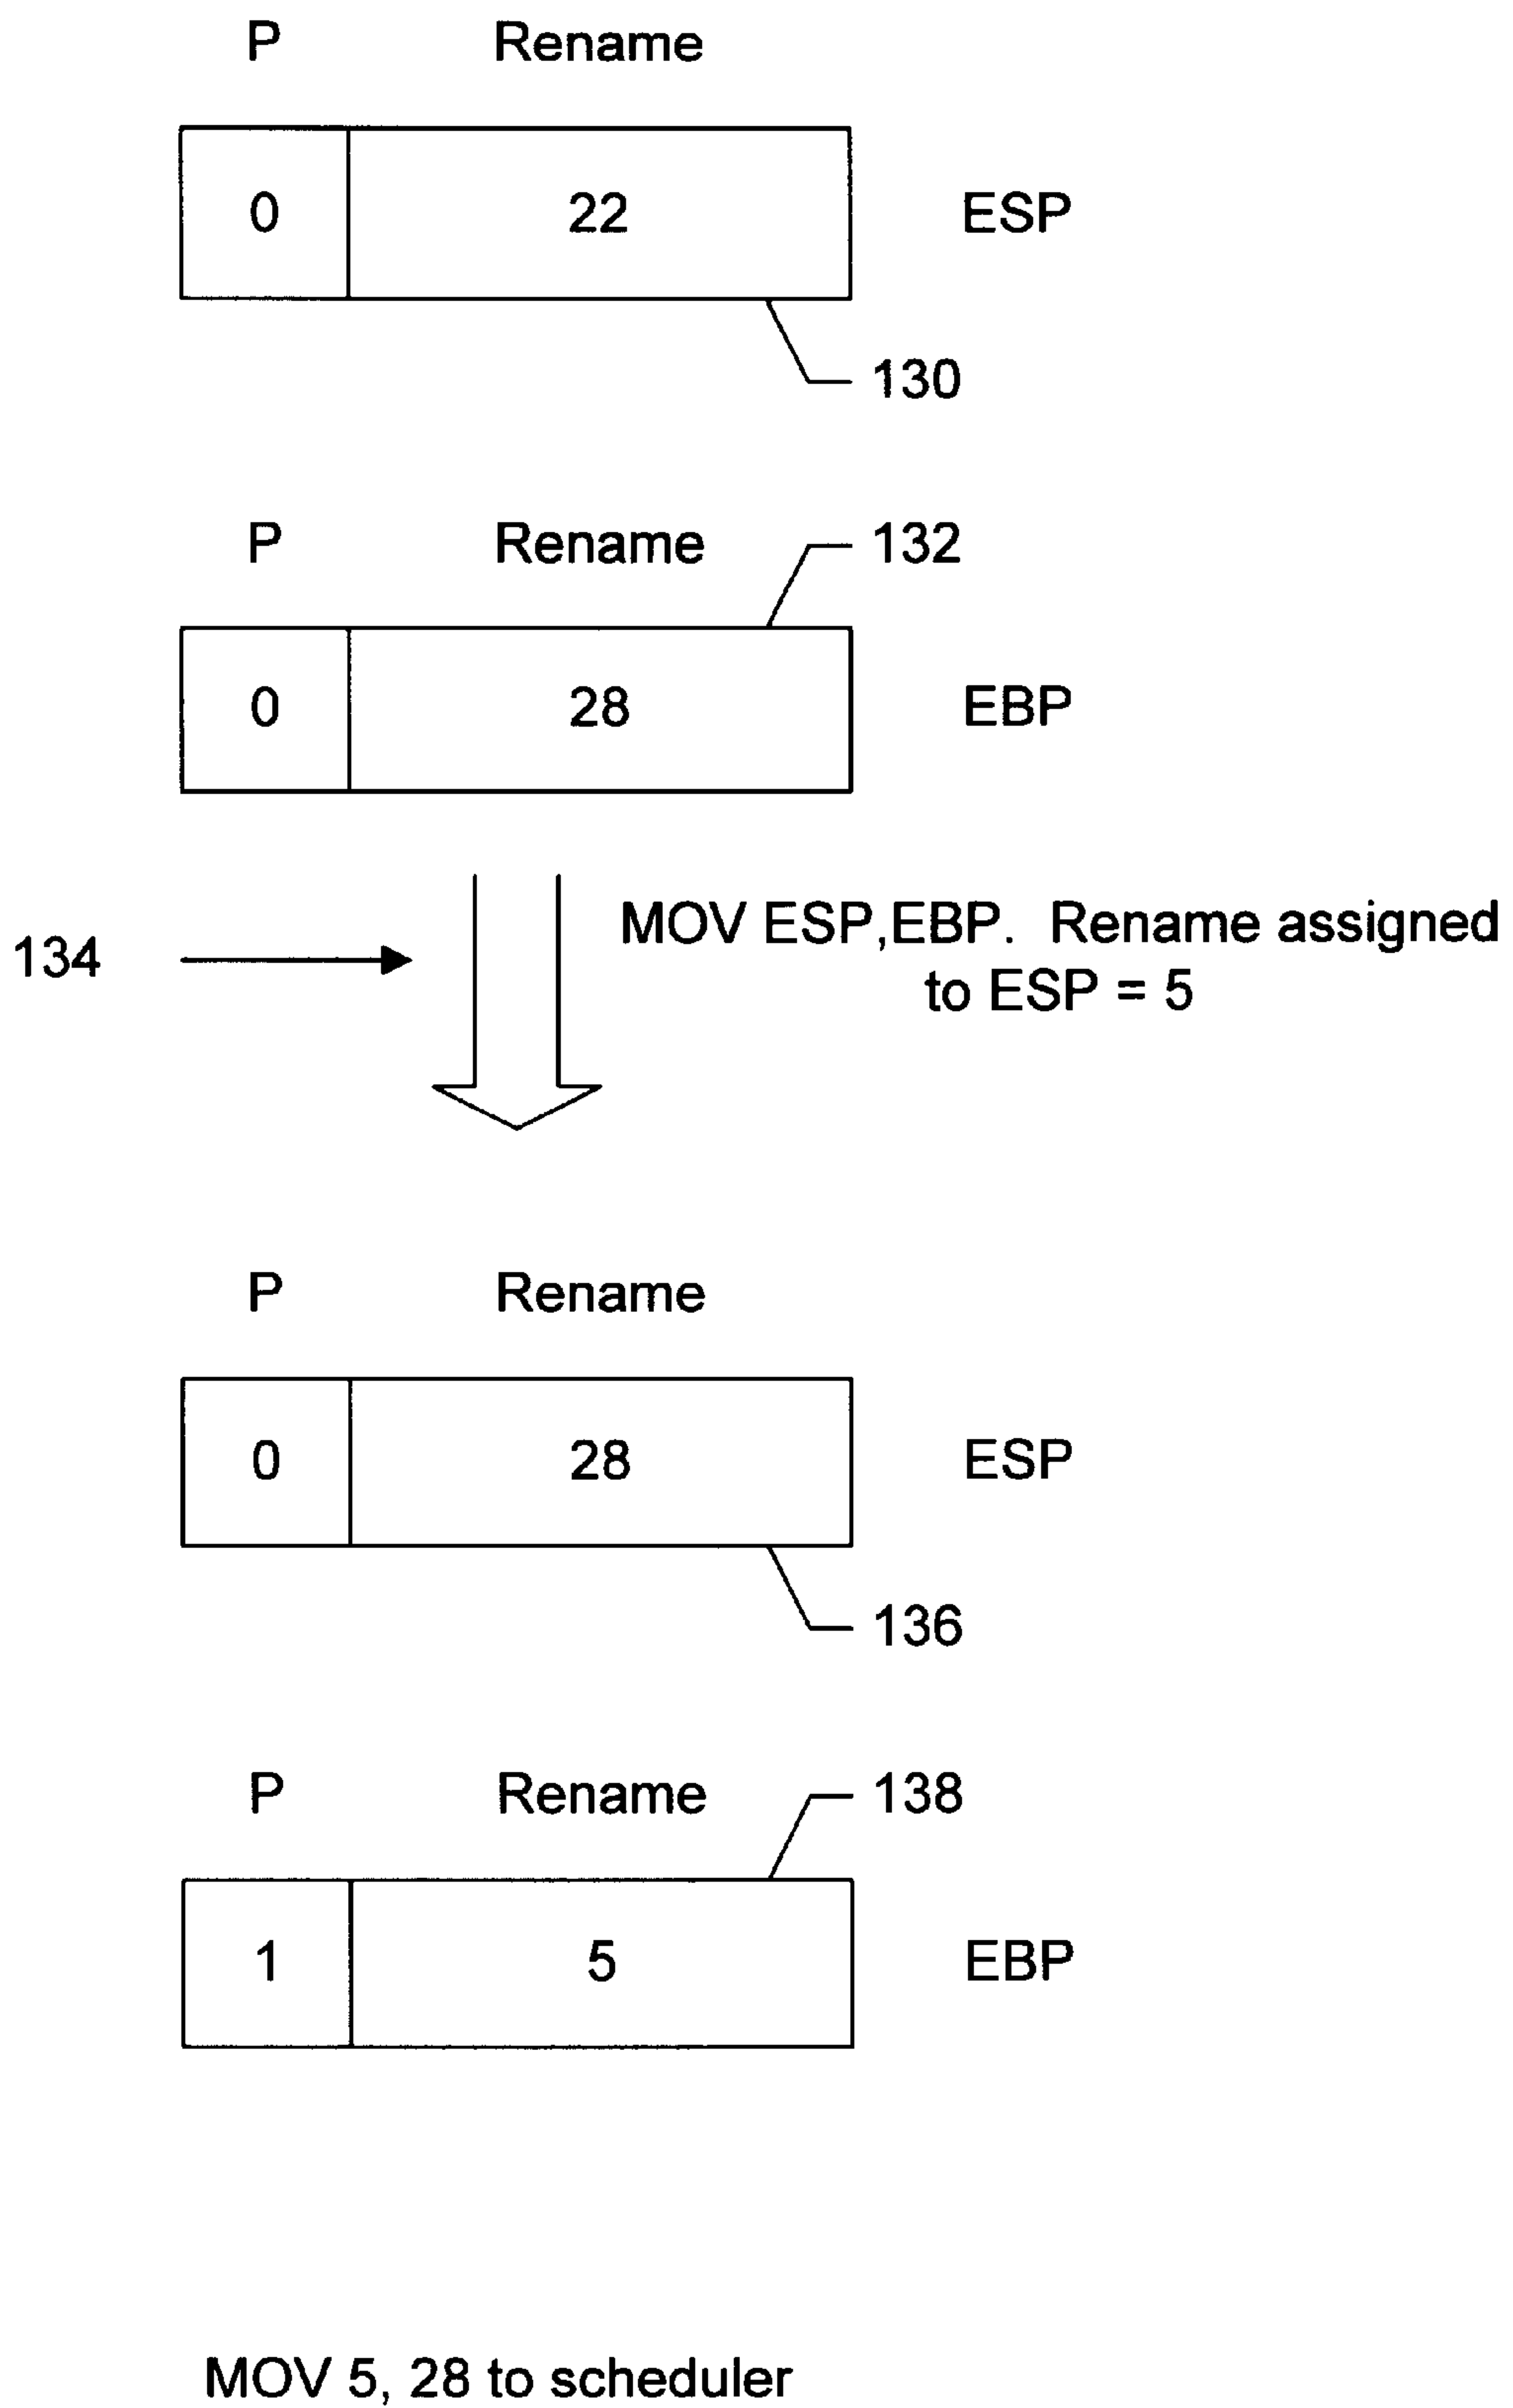 P Rename
0 22 ESP
130
P Rename 132
0 28 EBP
MOV ESP,EBP. Rename assigned
134
to ESP = 5
P Rename
0 28 ESP
136
P Rename 138
1 5 EBP
MOV 5, 28 to scheduler